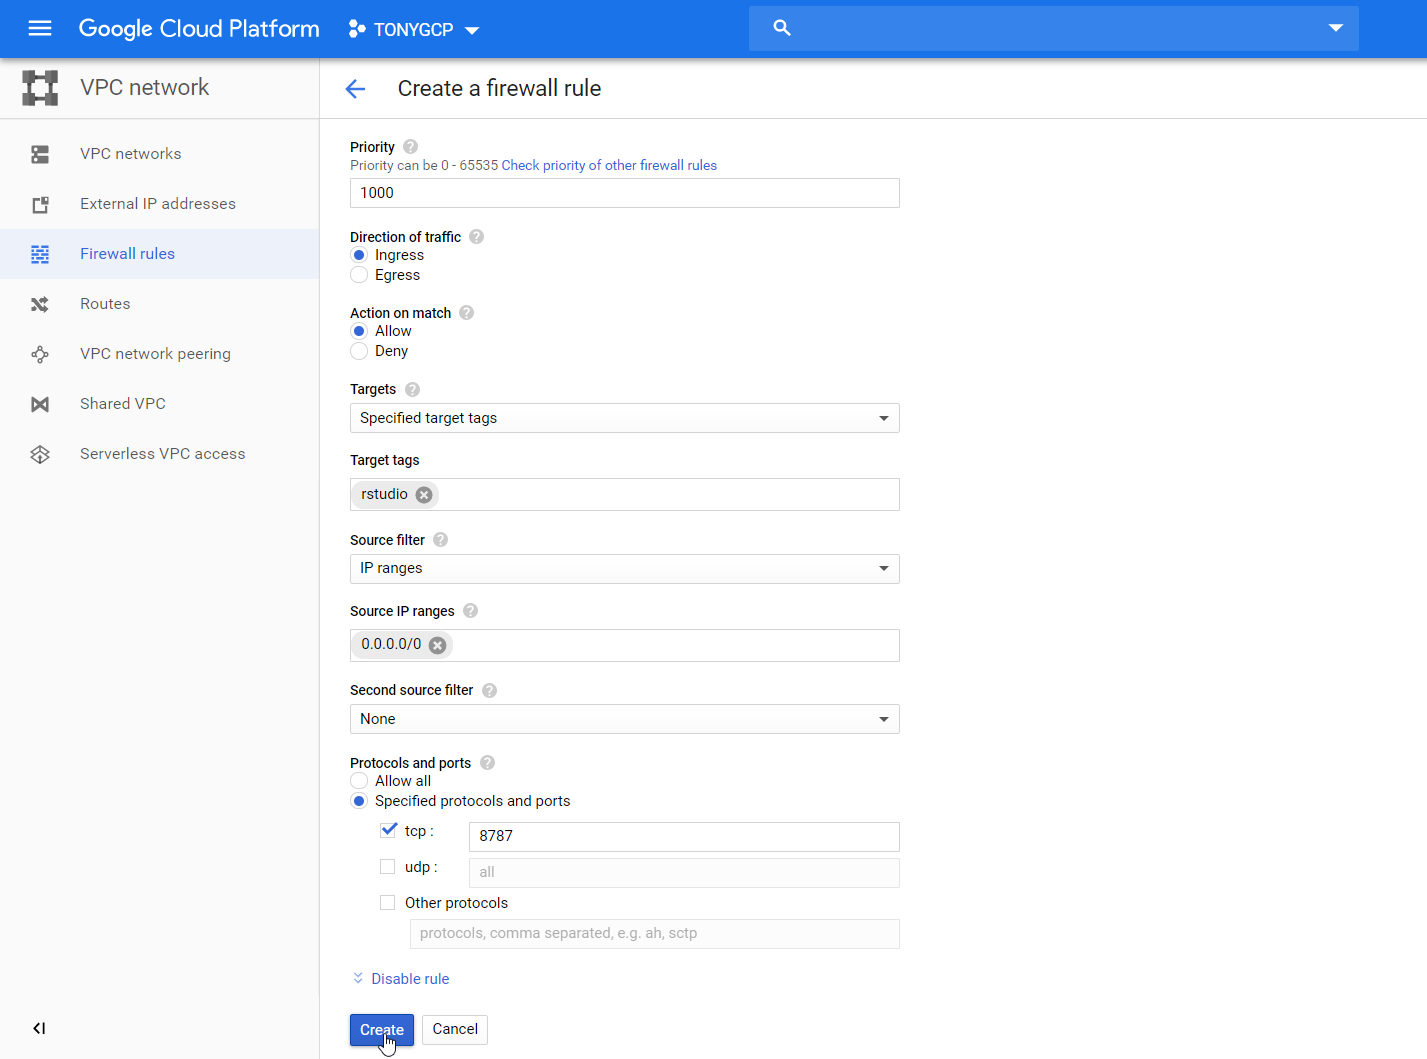 Google Cloud Platform TONYGCP
VPC network
Create a firewall rule
VPC networks
External IP addresses
Firewall rules
Routes
VPC network peering
Shared VPC
Serverless VPC access
Priority ?
Priority can be 0 - 65535 Check priority of other firewall rules
1000
Direction of traffic ?
Ingress
Egress
Action on match ?
Allow
Deny
Targets ?
Specified target tags
Target tags
rstudio
Source filter ?
IP ranges
Source IP ranges ?
0.0.0.0/0
Second source filter ?
None
Protocols and ports ?
Allow all
Specified protocols and ports
tcp : 8787
udp : all
Other protocols
protocols, comma separated, e.g. ah, sctp
Disable rule
Create Cancel